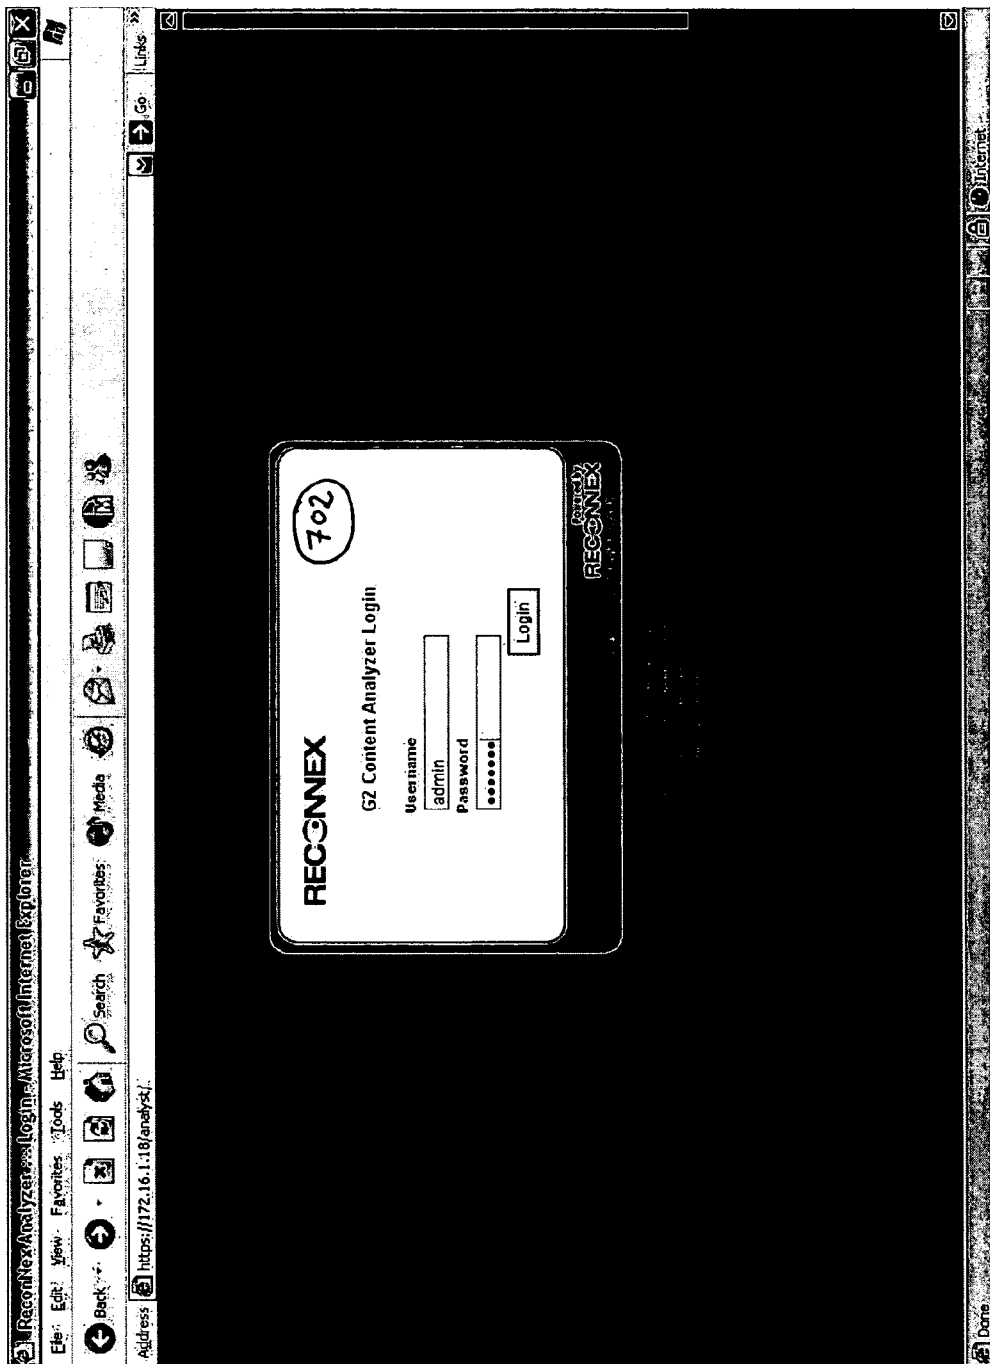 ReconNex Analyzer ::: Login - Microsoft Internet Explorer
File Edit View Favorites Tools Help
Back Search Favorites Media
Address https://172.16.1.18/analyst/ Go Links »
RECONNEX
702
G2 Content Analyzer Login
Username
admin
Password
•••••••
Login
Powered by
RECONNEX
Done Internet